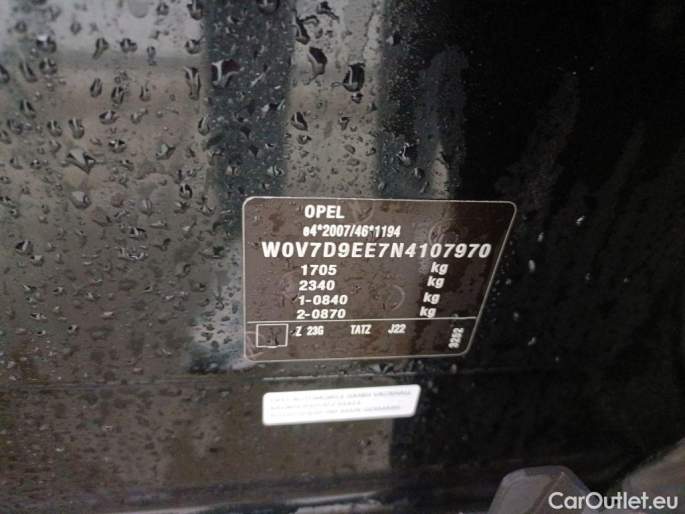 OPEL
e4*2007/46*1194
W0V7D9EE7N4107970
1705 kg
2340 kg
1-0840 kg
2-0870 kg
Z 23G TATZ J22
3252
CarOutlet.eu